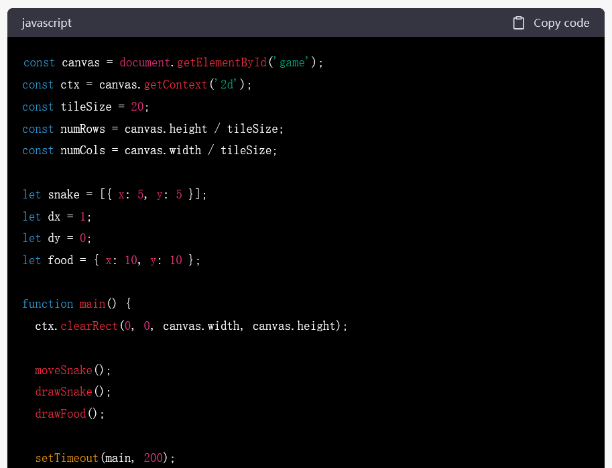 javascript
Copy code
const canvas = document.getElementById('game');
const ctx = canvas.getContext('2d');
const tileSize = 20;
const numRows = canvas.height / tileSize;
const numCols = canvas.width / tileSize;
let snake = [{ x: 5, y: 5 }];
let dx = 1;
let dy = 0;
let food = { x: 10, y: 10 };
function main() {
  ctx.clearRect(0, 0, canvas.width, canvas.height);
  moveSnake();
  drawSnake();
  drawFood();
  setTimeout(main, 200);